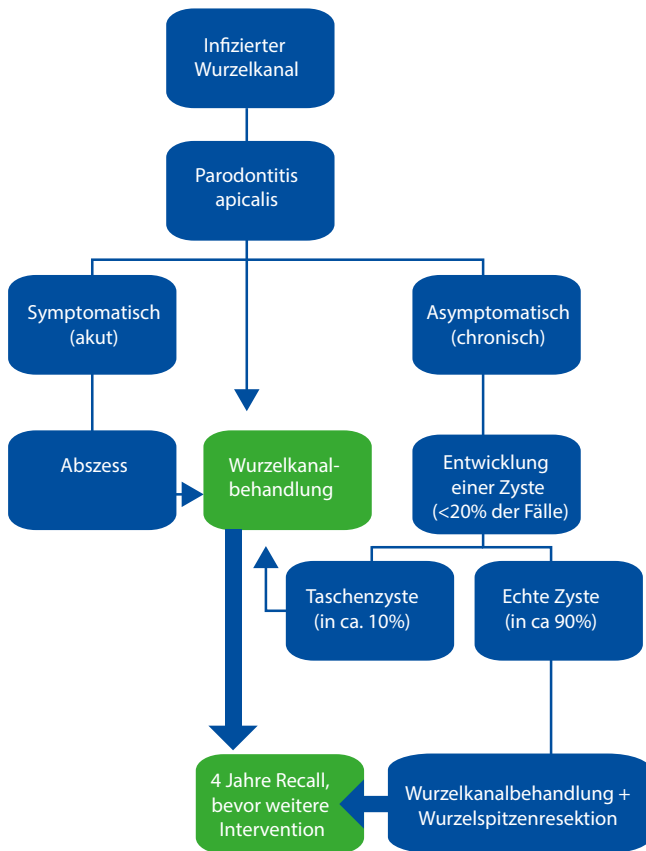 Infizierter
Wurzelkanal
Parodontitis
apicalis
Symptomatisch
(akut)
Asymptomatisch
(chronisch)
Abszess
Wurzelkanal-
behandlung
Entwicklung
einer Zyste
(<20% der Fälle)
Taschenzyste
(in ca. 10%)
Echte Zyste
(in ca 90%)
4 Jahre Recall,
bevor weitere
Intervention
Wurzelkanalbehandlung +
Wurzelspitzenresektion